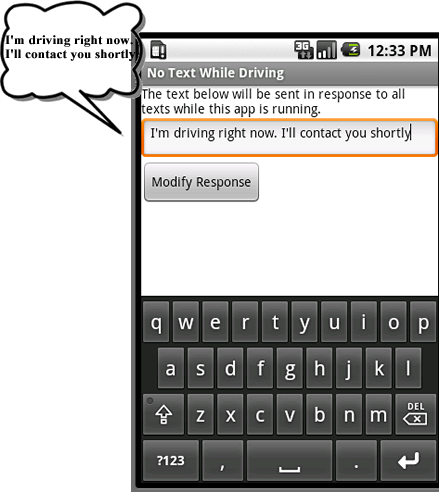 I'm driving right now.
I'll contact you shortly
3G
12:33 PM
No Text While Driving
The text below will be sent in response to all
texts while this app is running.
I'm driving right now. I'll contact you shortly
Modify Response
q w e r t y u i o p
a s d f g h j k l
z x c v b n m DEL
?123 , .